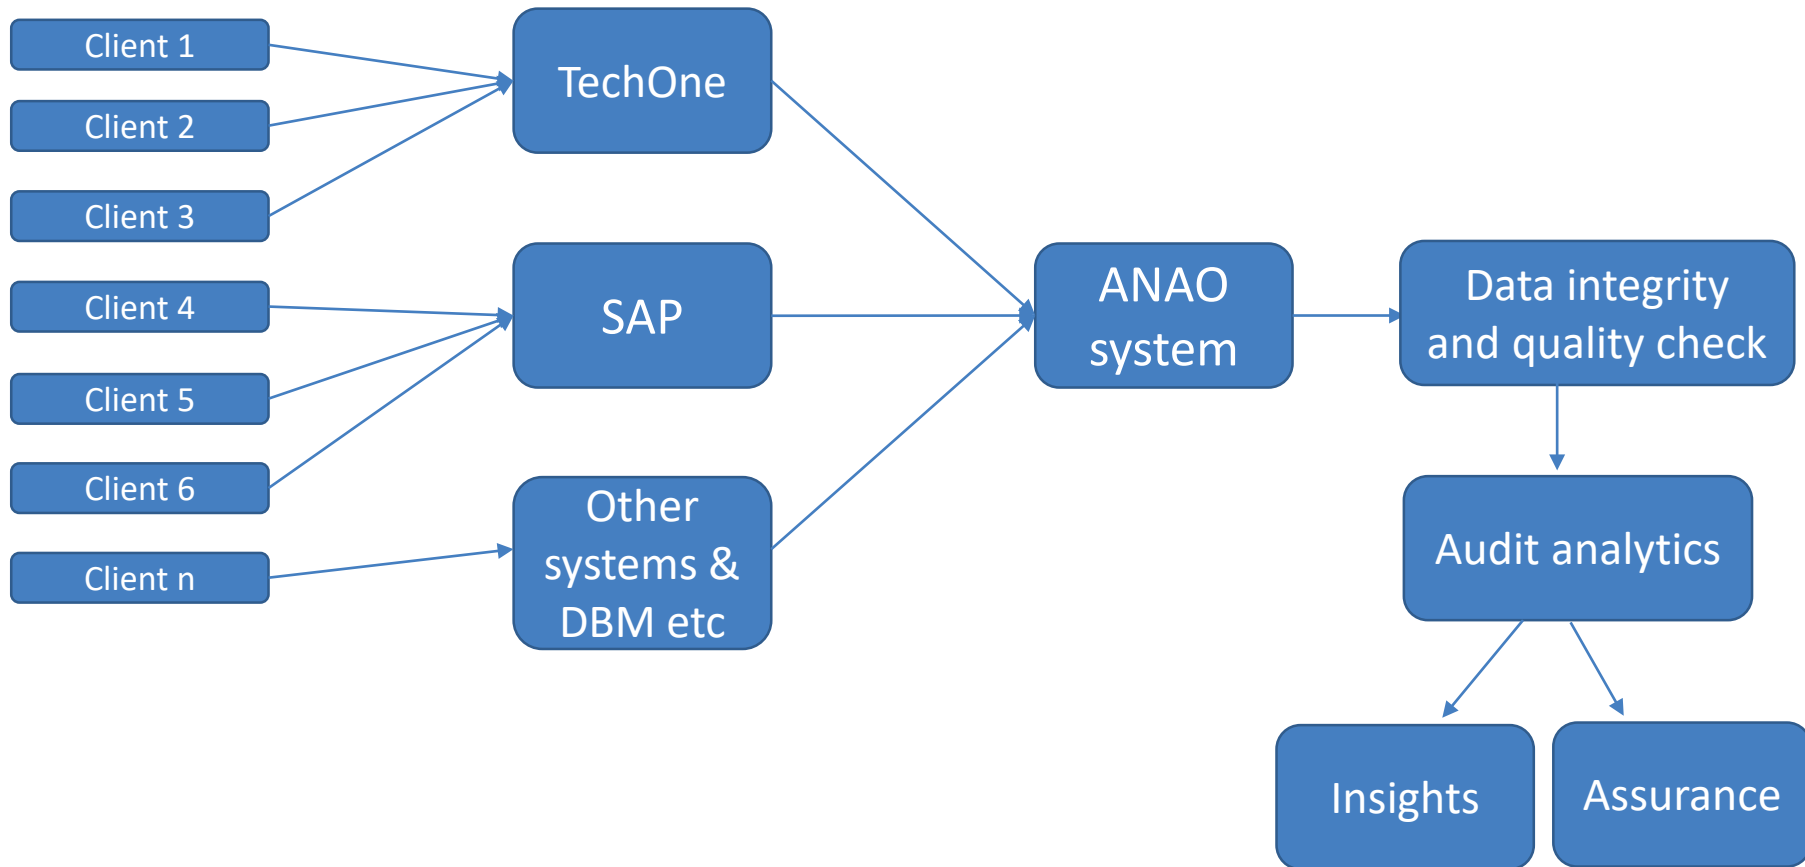 Client 1
Client 2
Client 3
Client 4
Client 5
Client 6
Client n
TechOne
SAP
Other
systems &
DBM etc
ANAO
system
Data integrity
and quality check
Audit analytics
Insights
Assurance